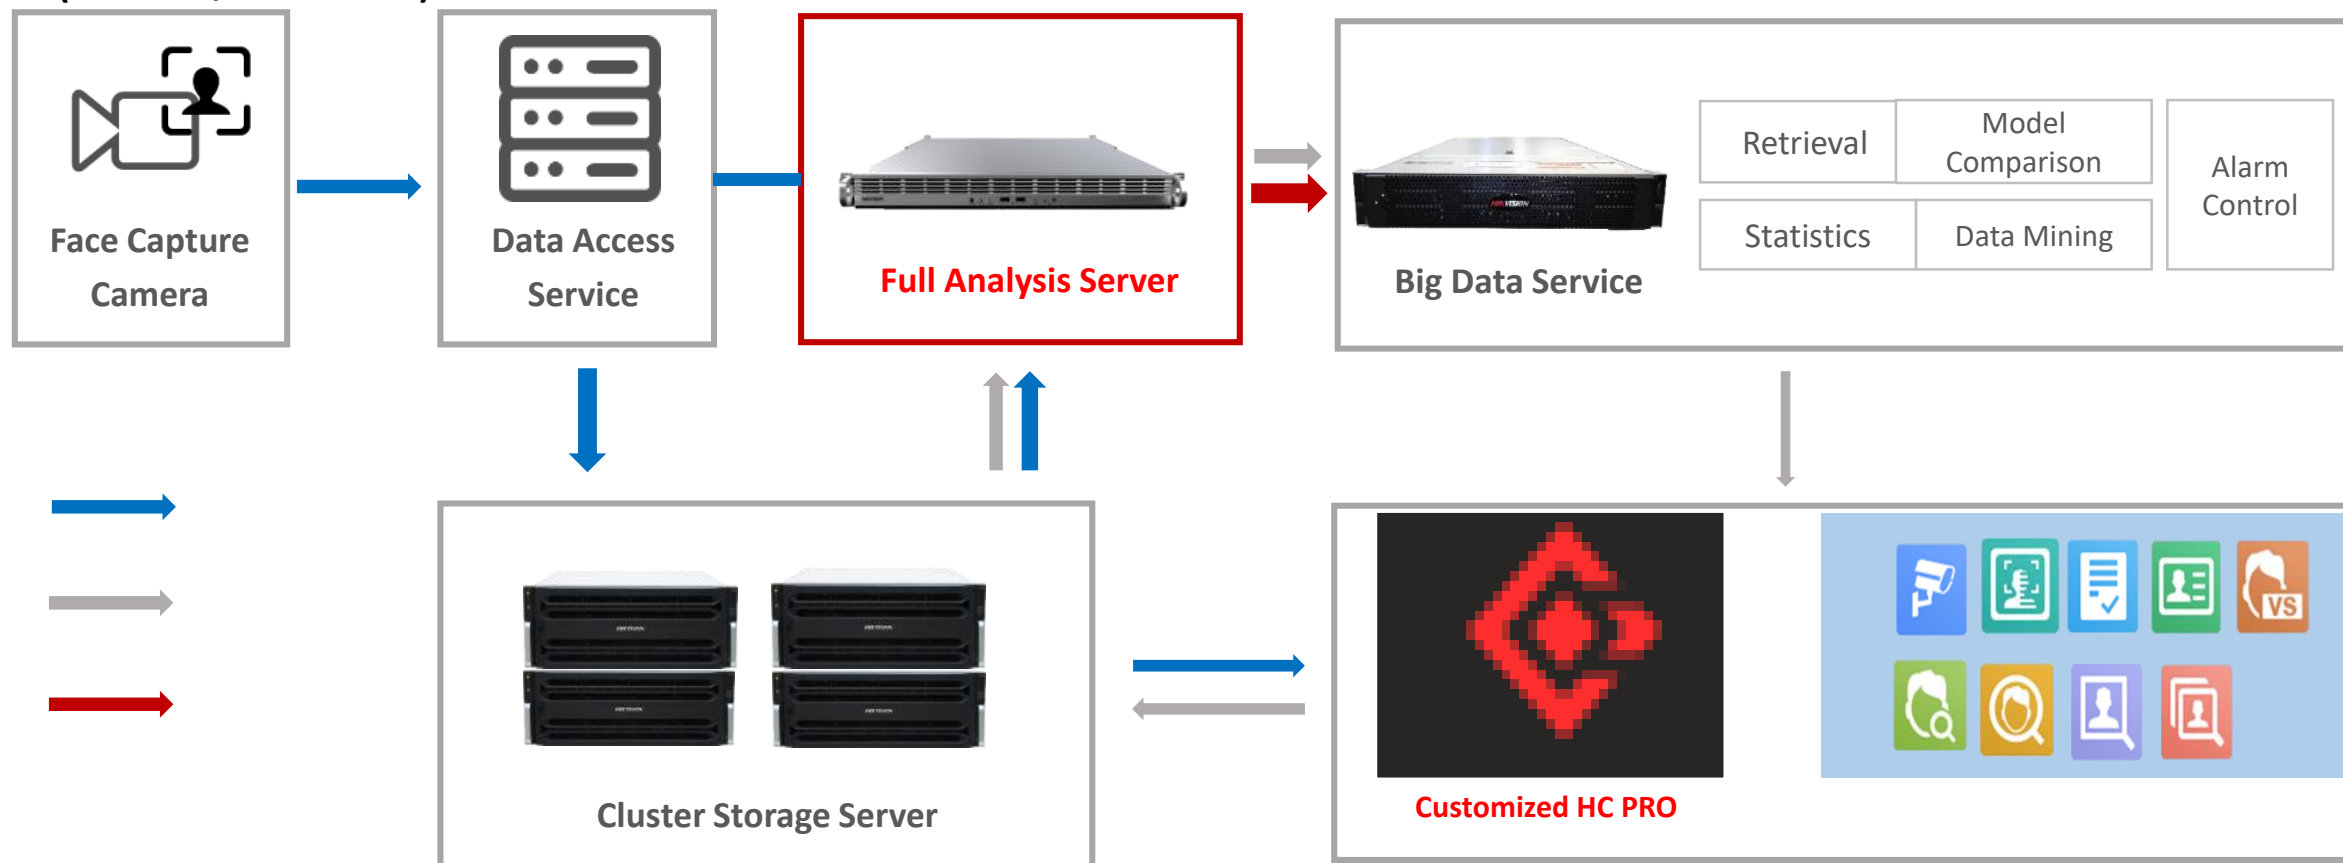 Face Capture
Camera
Data Access
Service
Full Analysis Server
HIKVISION
Big Data Service
Retrieval
Model
Comparison
Alarm
Control
Statistics
Data Mining
Cluster Storage Server
Customized HC PRO
VS